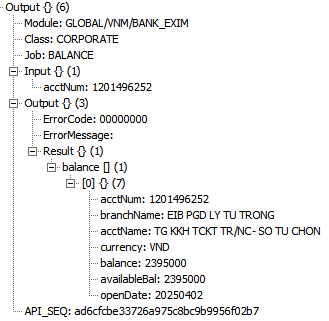 Output {} (6)
Module: GLOBAL/VNM/BANK_EXIM
Class: CORPORATE
Job: BALANCE
Input {} (1)
acctNum: 1201496252
Output {} (3)
ErrorCode: 00000000
ErrorMessage:
Result {} (1)
balance [] (1)
[0] {} (7)
acctNum: 1201496252
branchName: EIB PGD LY TU TRONG
acctName: TG KKH TCKT TR/NC- SO TU CHON
currency: VND
balance: 2395000
availableBal: 2395000
openDate: 20250402
API_SEQ: ad6cfcbe33726a975c8bc9b9956f02b7